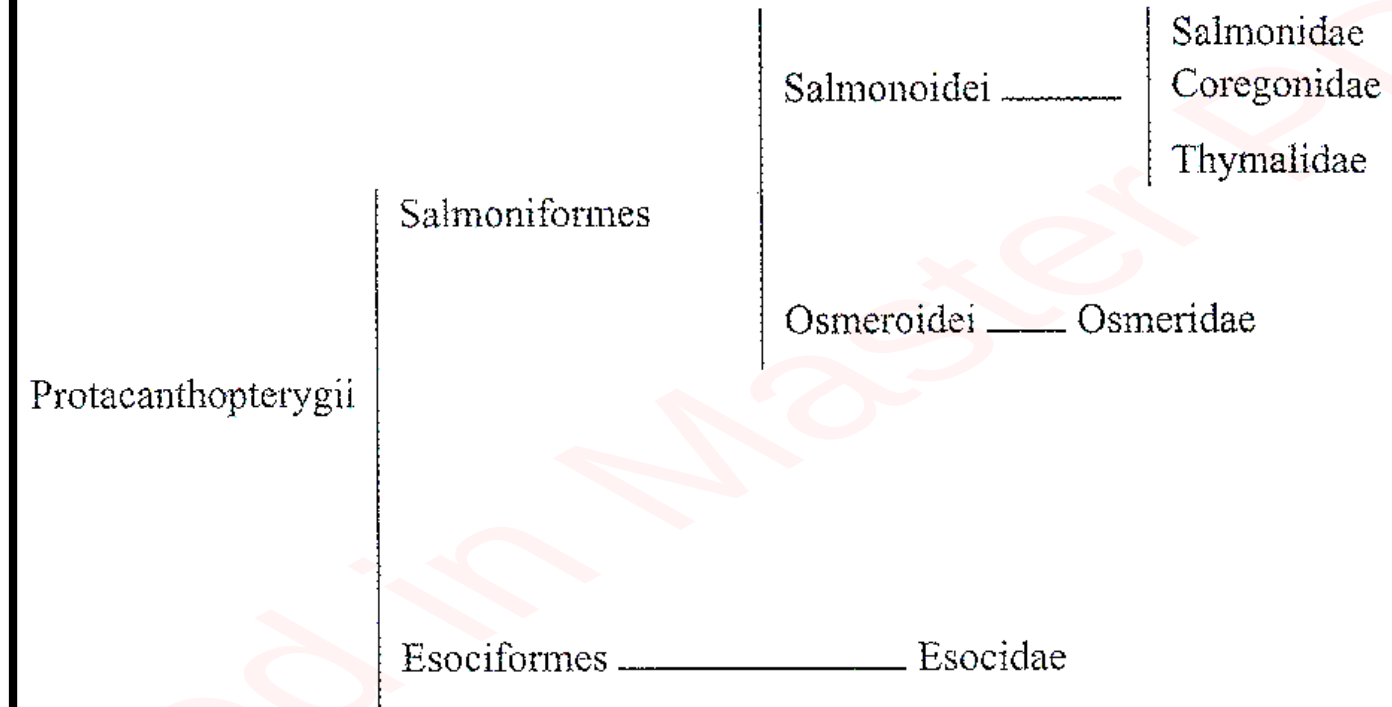 Salmonidae
Salmonoidei Coregonidae
Thymalidae
Salmoniformes
Osmeroidei Osmeridae
Protacanthopterygii
Esociformes Esocidae